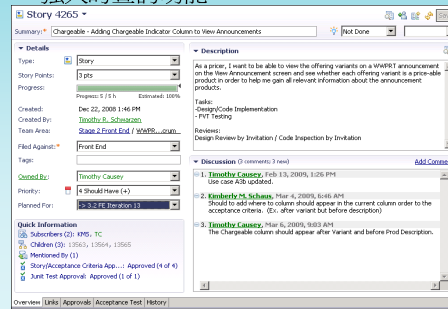 Story 4265
Summary:* Chargeable - Adding Chargeable Indicator Column to View Announcements
Not Done
Details
Type: Story
Story Points: 3 pts
Progress:
Progress: 5 / 5 h Estimated: 100%
Created: Dec 22, 2008 1:46 PM
Created By: Timothy R. Schwarzen
Team Area: Stage 2 Front End / WWPR...crum
Filed Against:* Front End
Tags:
Owned By: Timothy Causey
Priority: 4 Should Have (+)
Planned For: -> 3.2 FE Iteration 13
Quick Information
Subscribers (2): KMS, TC
Children (3): 13563, 13564, 13565
Mentioned By (1)
Story/Acceptance Criteria App...: Approved (4 of 4)
Junit Test Approval: Approved (1 of 1)
Description
As a pricer, I want to be able to view the offering variants on a WWPRT announcement
on the View Announcement screen and see whether each offering variant is a price-able
product in order to help me gain all relevant information about the announcement
products.
Tasks:
-Design/Code Implementation
- FVT Testing
Reviews:
Design Review by Invitation / Code Inspection by Invitation
Discussion (3 comments: 3 new) Add Comme
1. Timothy Causey, Feb 13, 2009, 1:26 PM
Use case A3b updated.
2. Kimberly M. Schaus, Mar 4, 2009, 6:46 AM
Should add where to column should appear in the current column order to the
acceptance criteria. (Ex. after variant but before description)
3. Timothy Causey, Mar 6, 2009, 9:03 AM
The Chargeable column should appear after Variant and before Prod Description.
Overview Links Approvals Acceptance Test History